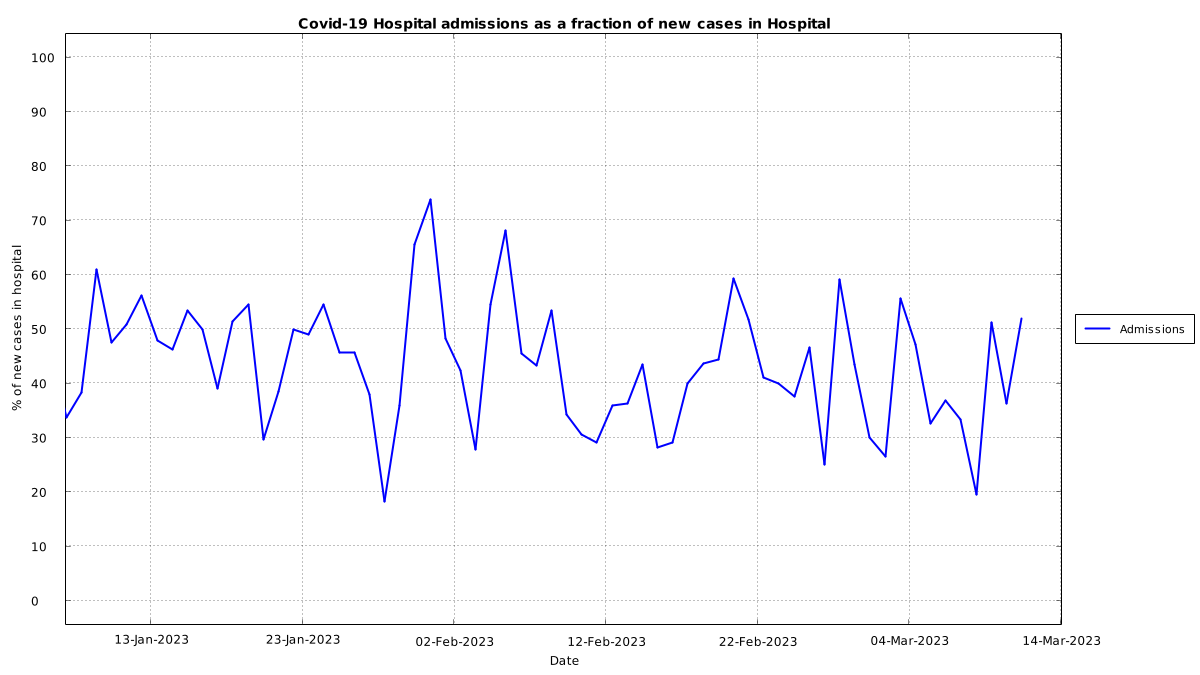 Covid-19 Hospital admissions as a fraction of new cases in Hospital
100
90
80
70
60
50
40
30
20
10
0
% of new cases in hospital
13-Jan-2023
23-Jan-2023
02-Feb-2023
12-Feb-2023
22-Feb-2023
04-Mar-2023
14-Mar-2023
Date
Admissions